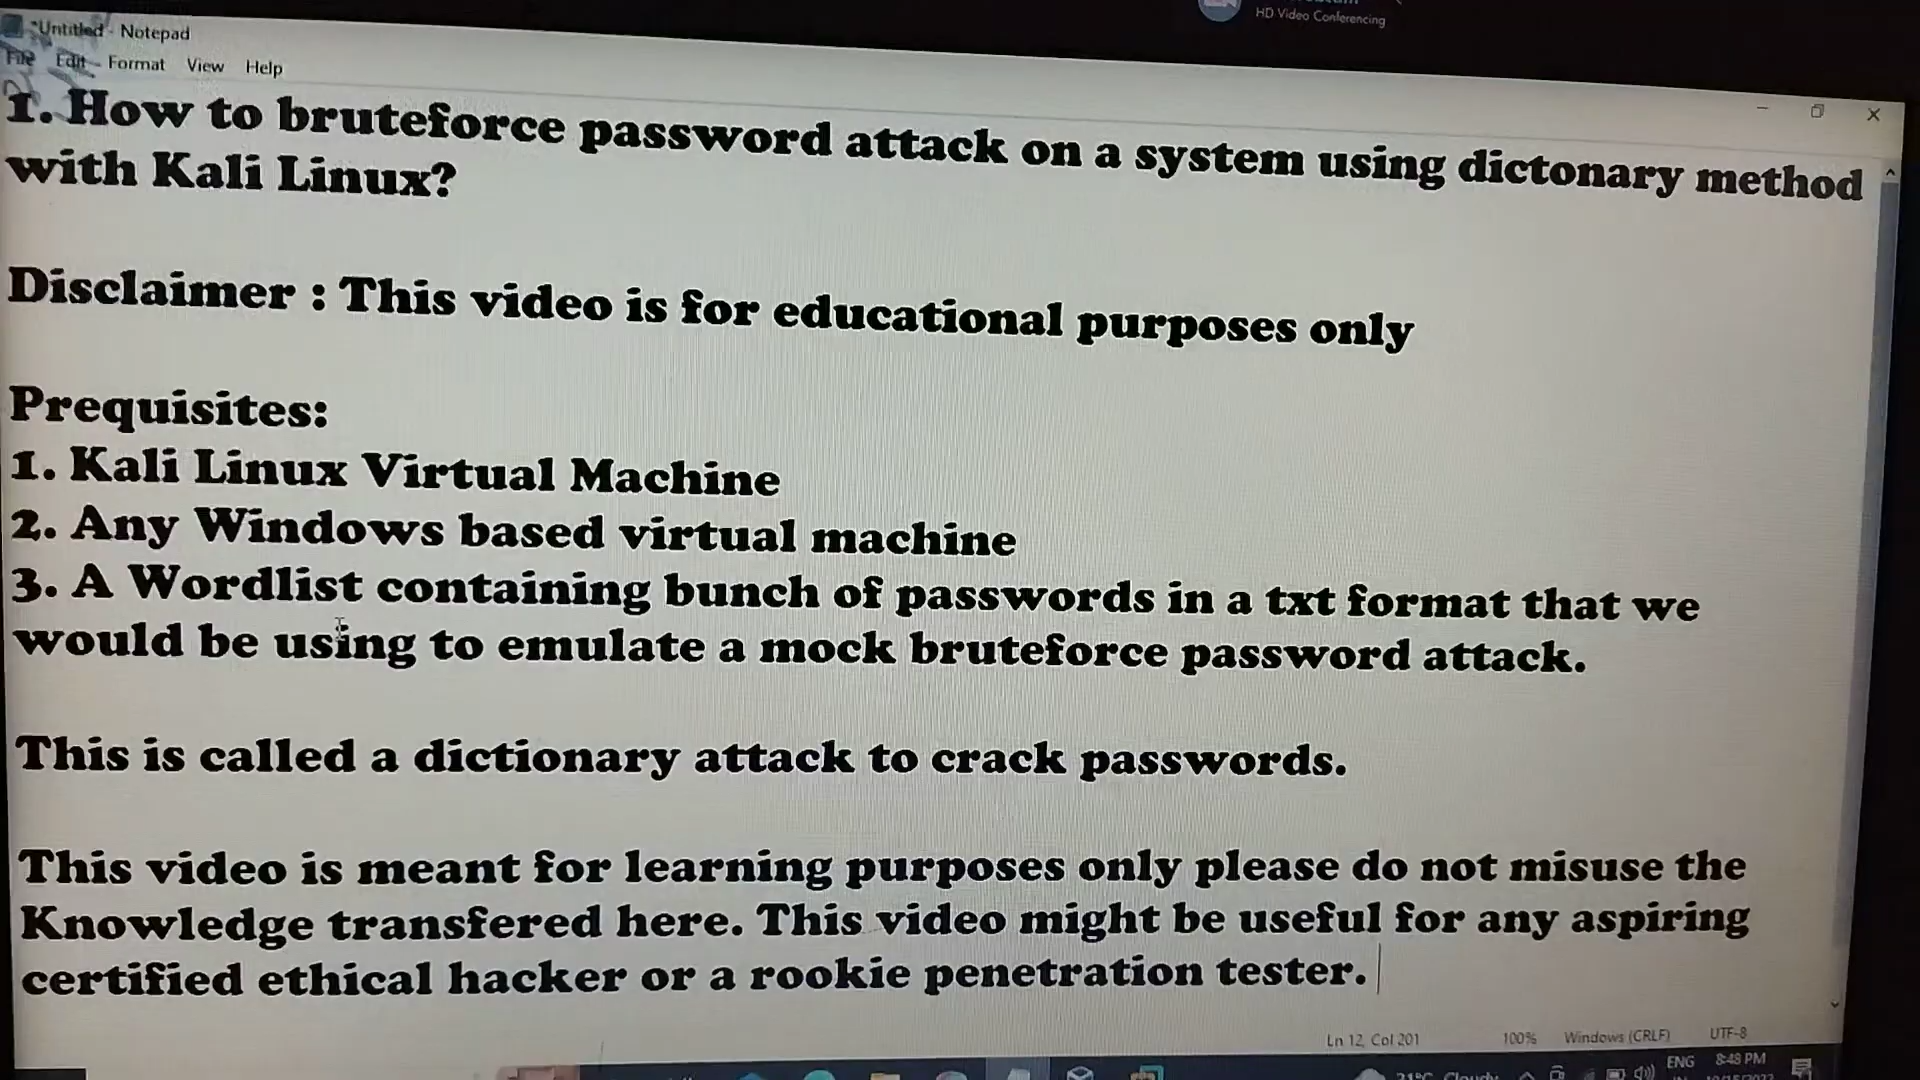 *Untitled - Notepad
HD Video Conferencing
File Edit Format View Help
1. How to bruteforce password attack on a system using dictonary method
with Kali Linux?
Disclaimer : This video is for educational purposes only
Prequisites:
1. Kali Linux Virtual Machine
2. Any Windows based virtual machine
3. A Wordlist containing bunch of passwords in a txt format that we
would be using to emulate a mock bruteforce password attack.
This is called a dictionary attack to crack passwords.
This video is meant for learning purposes only please do not misuse the
Knowledge transfered here. This video might be useful for any aspiring
certified ethical hacker or a rookie penetration tester.
Ln 12, Col 201 100% Windows (CRLF) UTF-8
21°C Cloudy ENG 8:48 PM